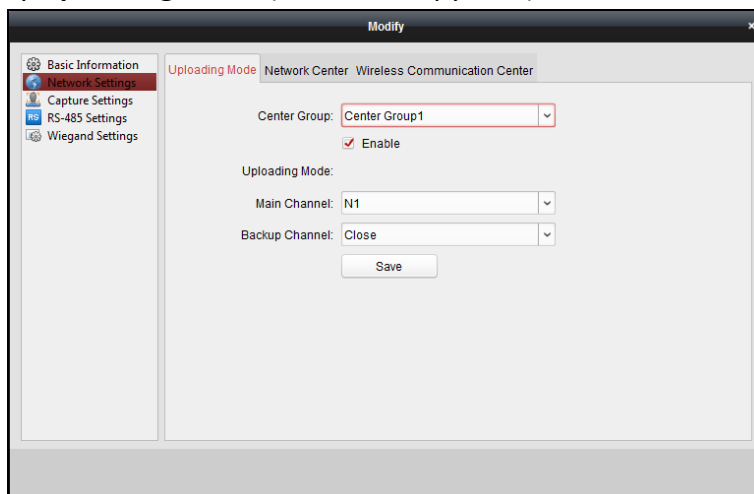 Modify
×
Basic Information
Network Settings
Capture Settings
RS RS-485 Settings
Wiegand Settings
Uploading Mode Network Center Wireless Communication Center
Center Group: Center Group1
Enable
Uploading Mode:
Main Channel: N1
Backup Channel: Close
Save